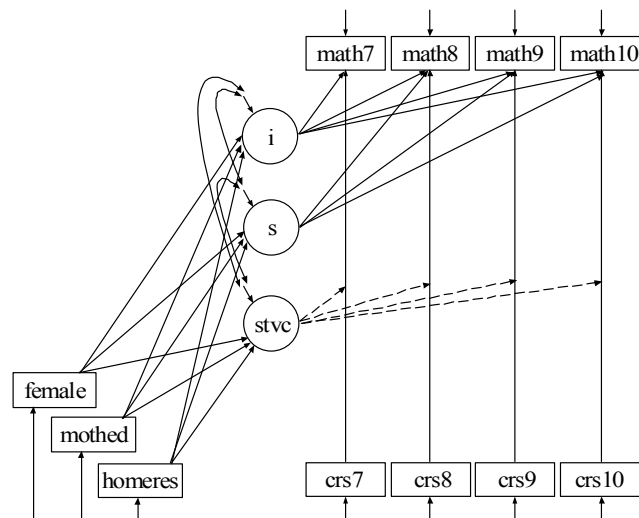 math7 math8 math9 math10
i
s
stvc
female
mothed
homeres
crs7 crs8 crs9 crs10